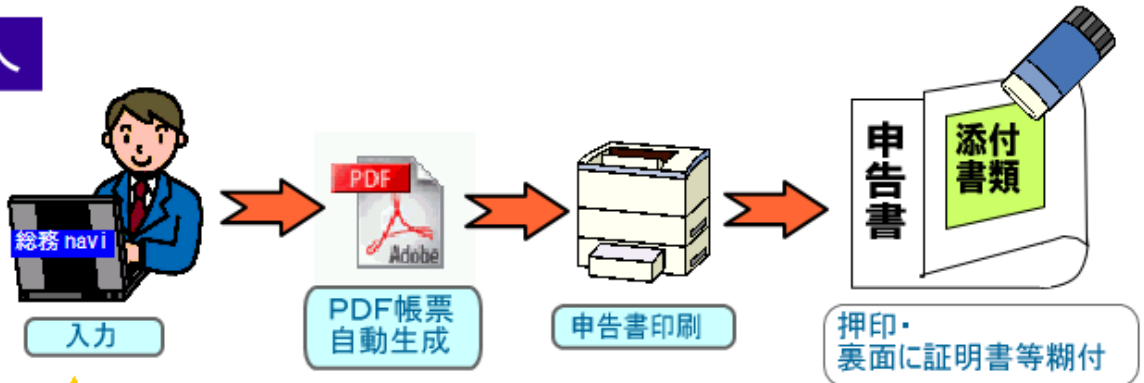 人
総務navi
PDF
Adobe
申告書
添付
書類
入力
PDF帳票
自動生成
申告書印刷
押印・
裏面に証明書等糊付